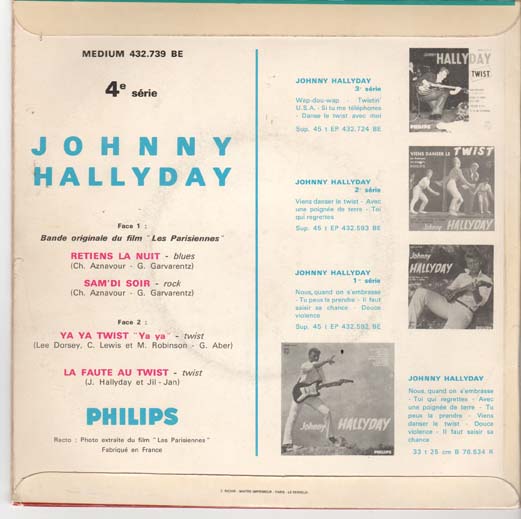 MEDIUM 432.739 BE
4e série
JOHNNY
HALLYDAY
Face 1 :
Bande originale du film "Les Parisiennes"
RETIENS LA NUIT - blues
(Ch. Aznavour - G. Garvarentz)
SAM'DI SOIR - rock
(Ch. Aznavour - G. Garvarentz)
Face 2 :
YA YA TWIST "Ya ya" - twist
(Lee Dorsey, C. Lewis et M. Robinson - G. Aber)
LA FAUTE AU TWIST - twist
(J. Hallyday et Jil-Jan)
PHILIPS
Recto : Photo extraite du film "Les Parisiennes"
Fabriqué en France
JOHNNY HALLYDAY
3e série
Wap-dou-wap - Twistin'
U.S.A. - Si tu me téléphones
- Danse le twist avec moi
Sup. 45 t EP 432.724 BE
JOHNNY HALLYDAY
2e série
Viens danser le twist - Avec
une poignée de terre - Toi
qui regrettes
Sup. 45 t EP 432.593 BE
JOHNNY HALLYDAY
1re série
Nous, quand on s'embrasse
- Tu peux la prendre - Il faut
saisir sa chance - Douce
violence
Sup. 45 t EP 432.592 BE
JOHNNY HALLYDAY
Nous, quand on s'embrasse
- Toi qui regrettes - Avec
une poignée de terre - Tu
peux la prendre - Viens
danser le twist - Douce
violence - Il faut saisir sa
chance
33 t 25 cm B 76.534 R
HALLYDAY
TWIST
PHILIPS
VIENS DANSER LE TWIST
Johnny HALLYDAY
Johnny
HALLYDAY
Johnny HALLYDAY